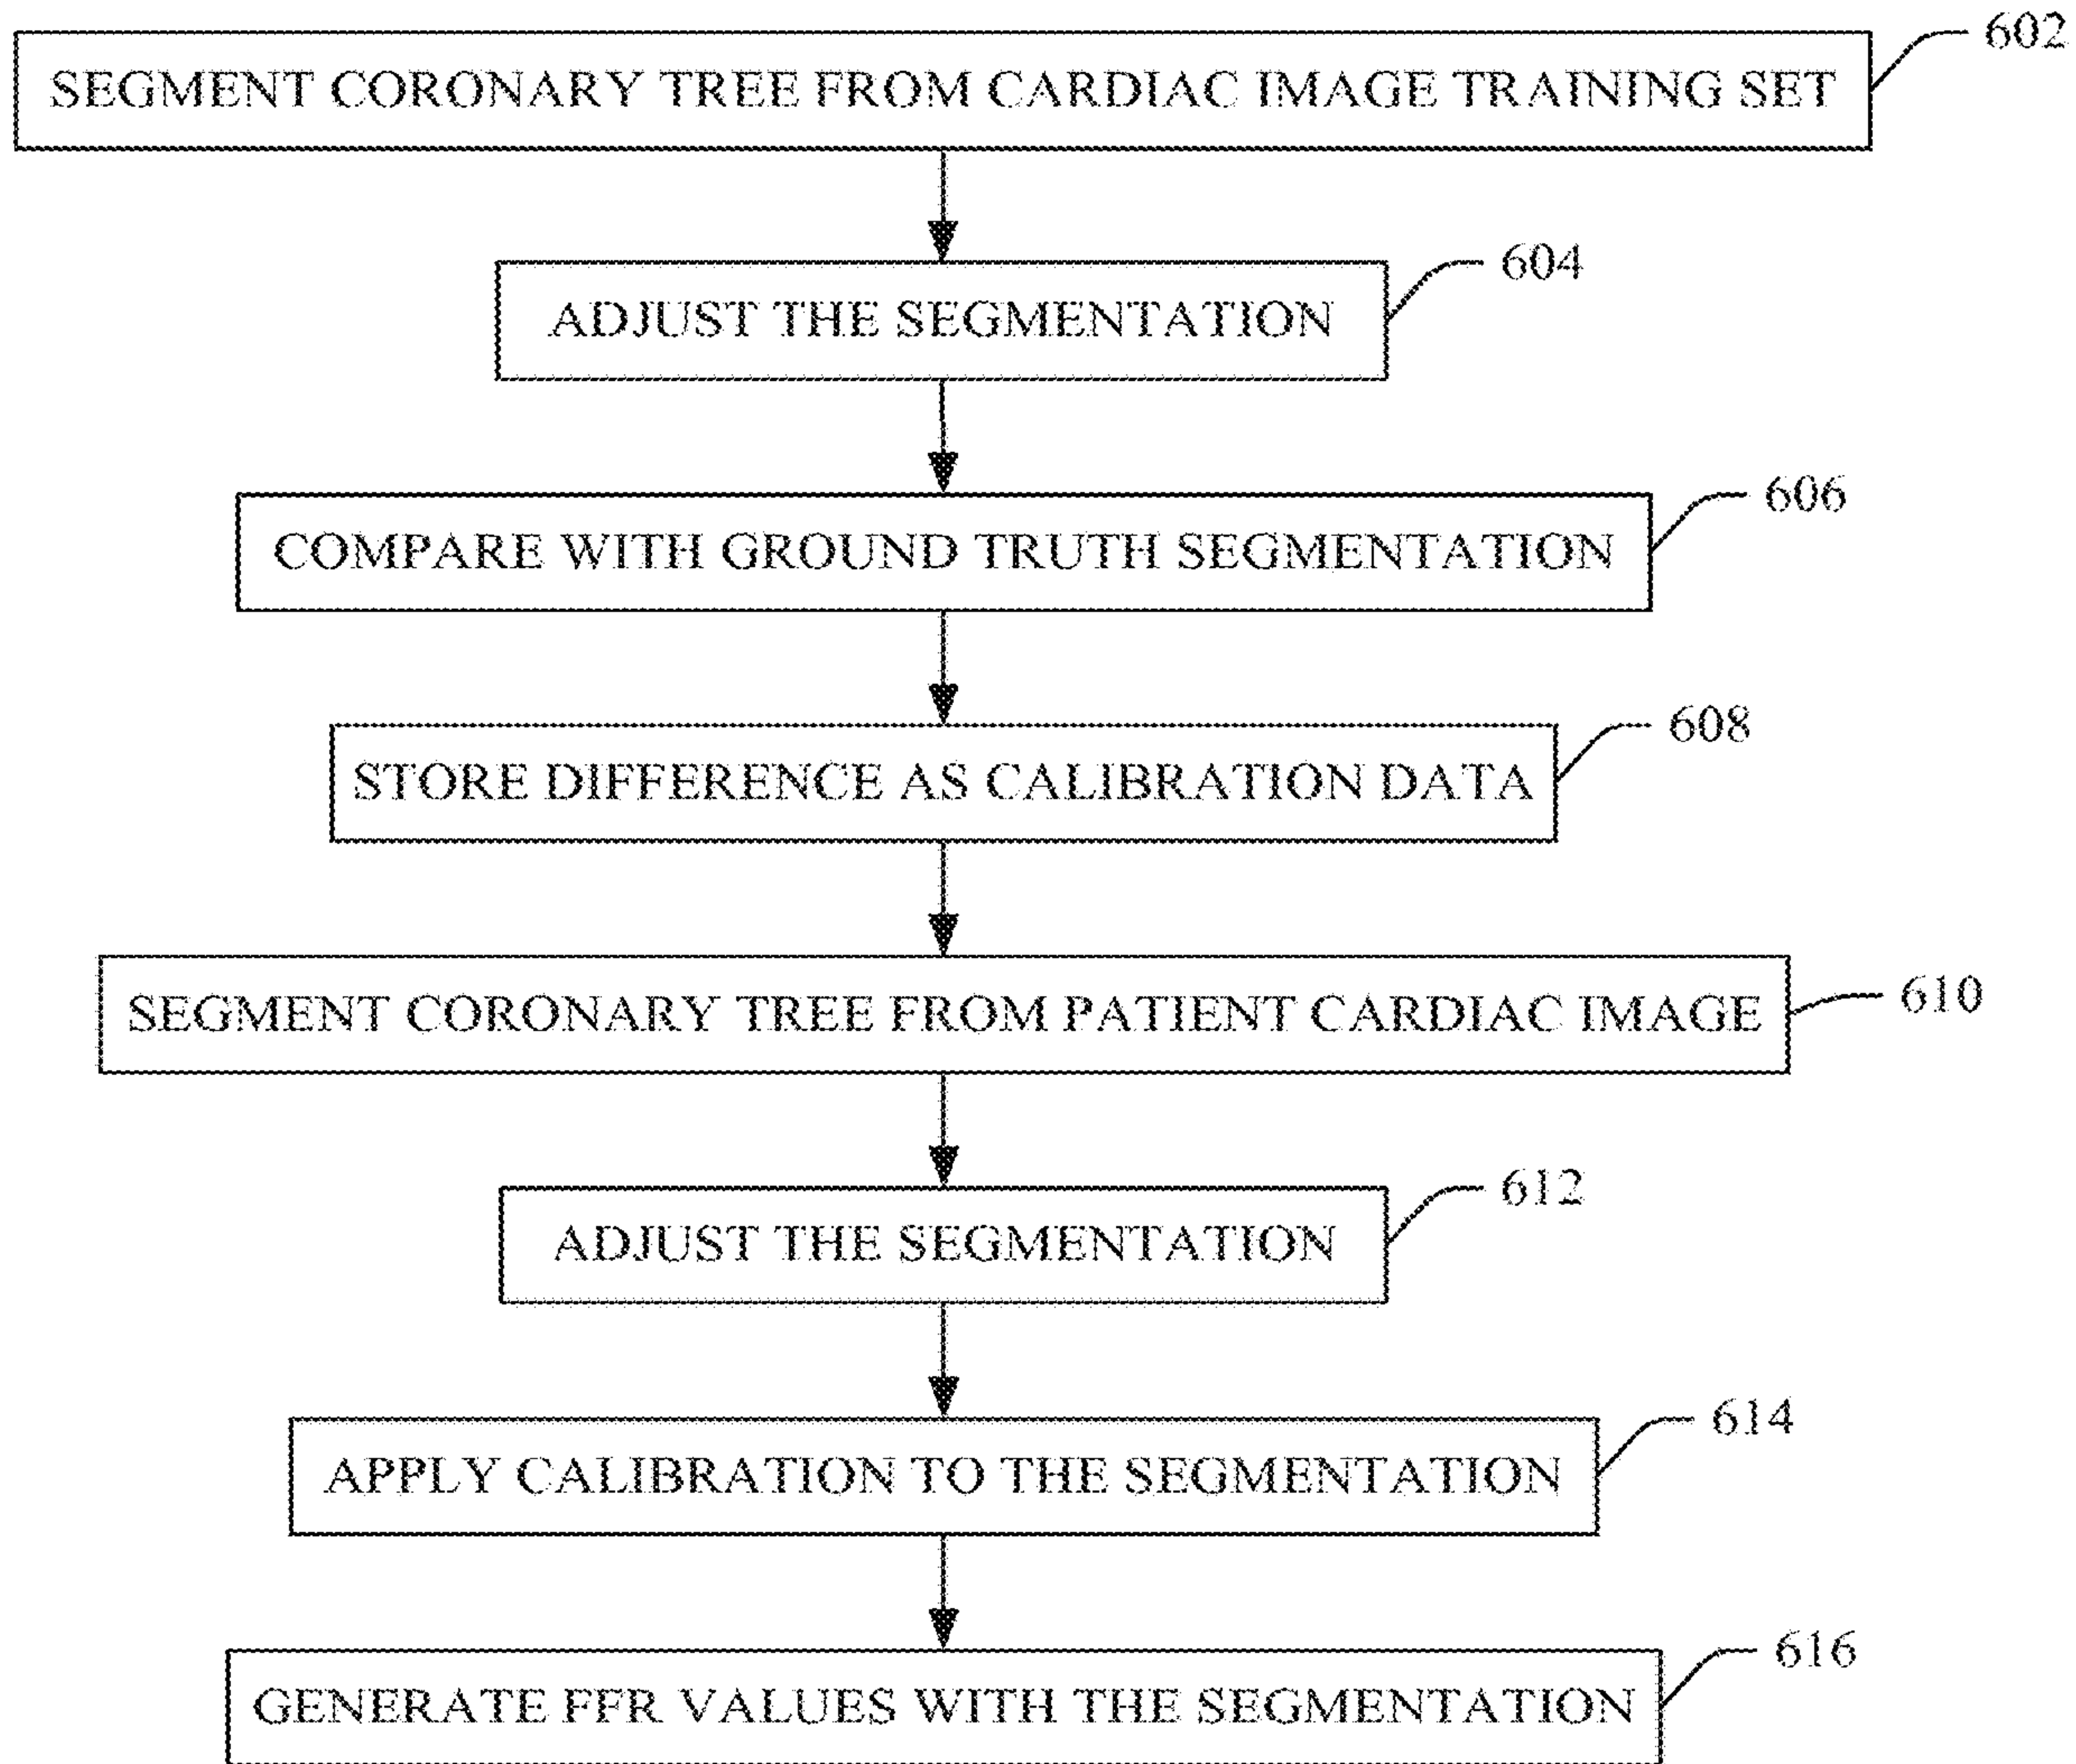 602
SEGMENT CORONARY TREE FROM CARDIAC IMAGE TRAINING SET
604
ADJUST THE SEGMENTATION
606
COMPARE WITH GROUND TRUTH SEGMENTATION
608
STORE DIFFERENCE AS CALIBRATION DATA
610
SEGMENT CORONARY TREE FROM PATIENT CARDIAC IMAGE
612
ADJUST THE SEGMENTATION
614
APPLY CALIBRATION TO THE SEGMENTATION
616
GENERATE FFR VALUES WITH THE SEGMENTATION